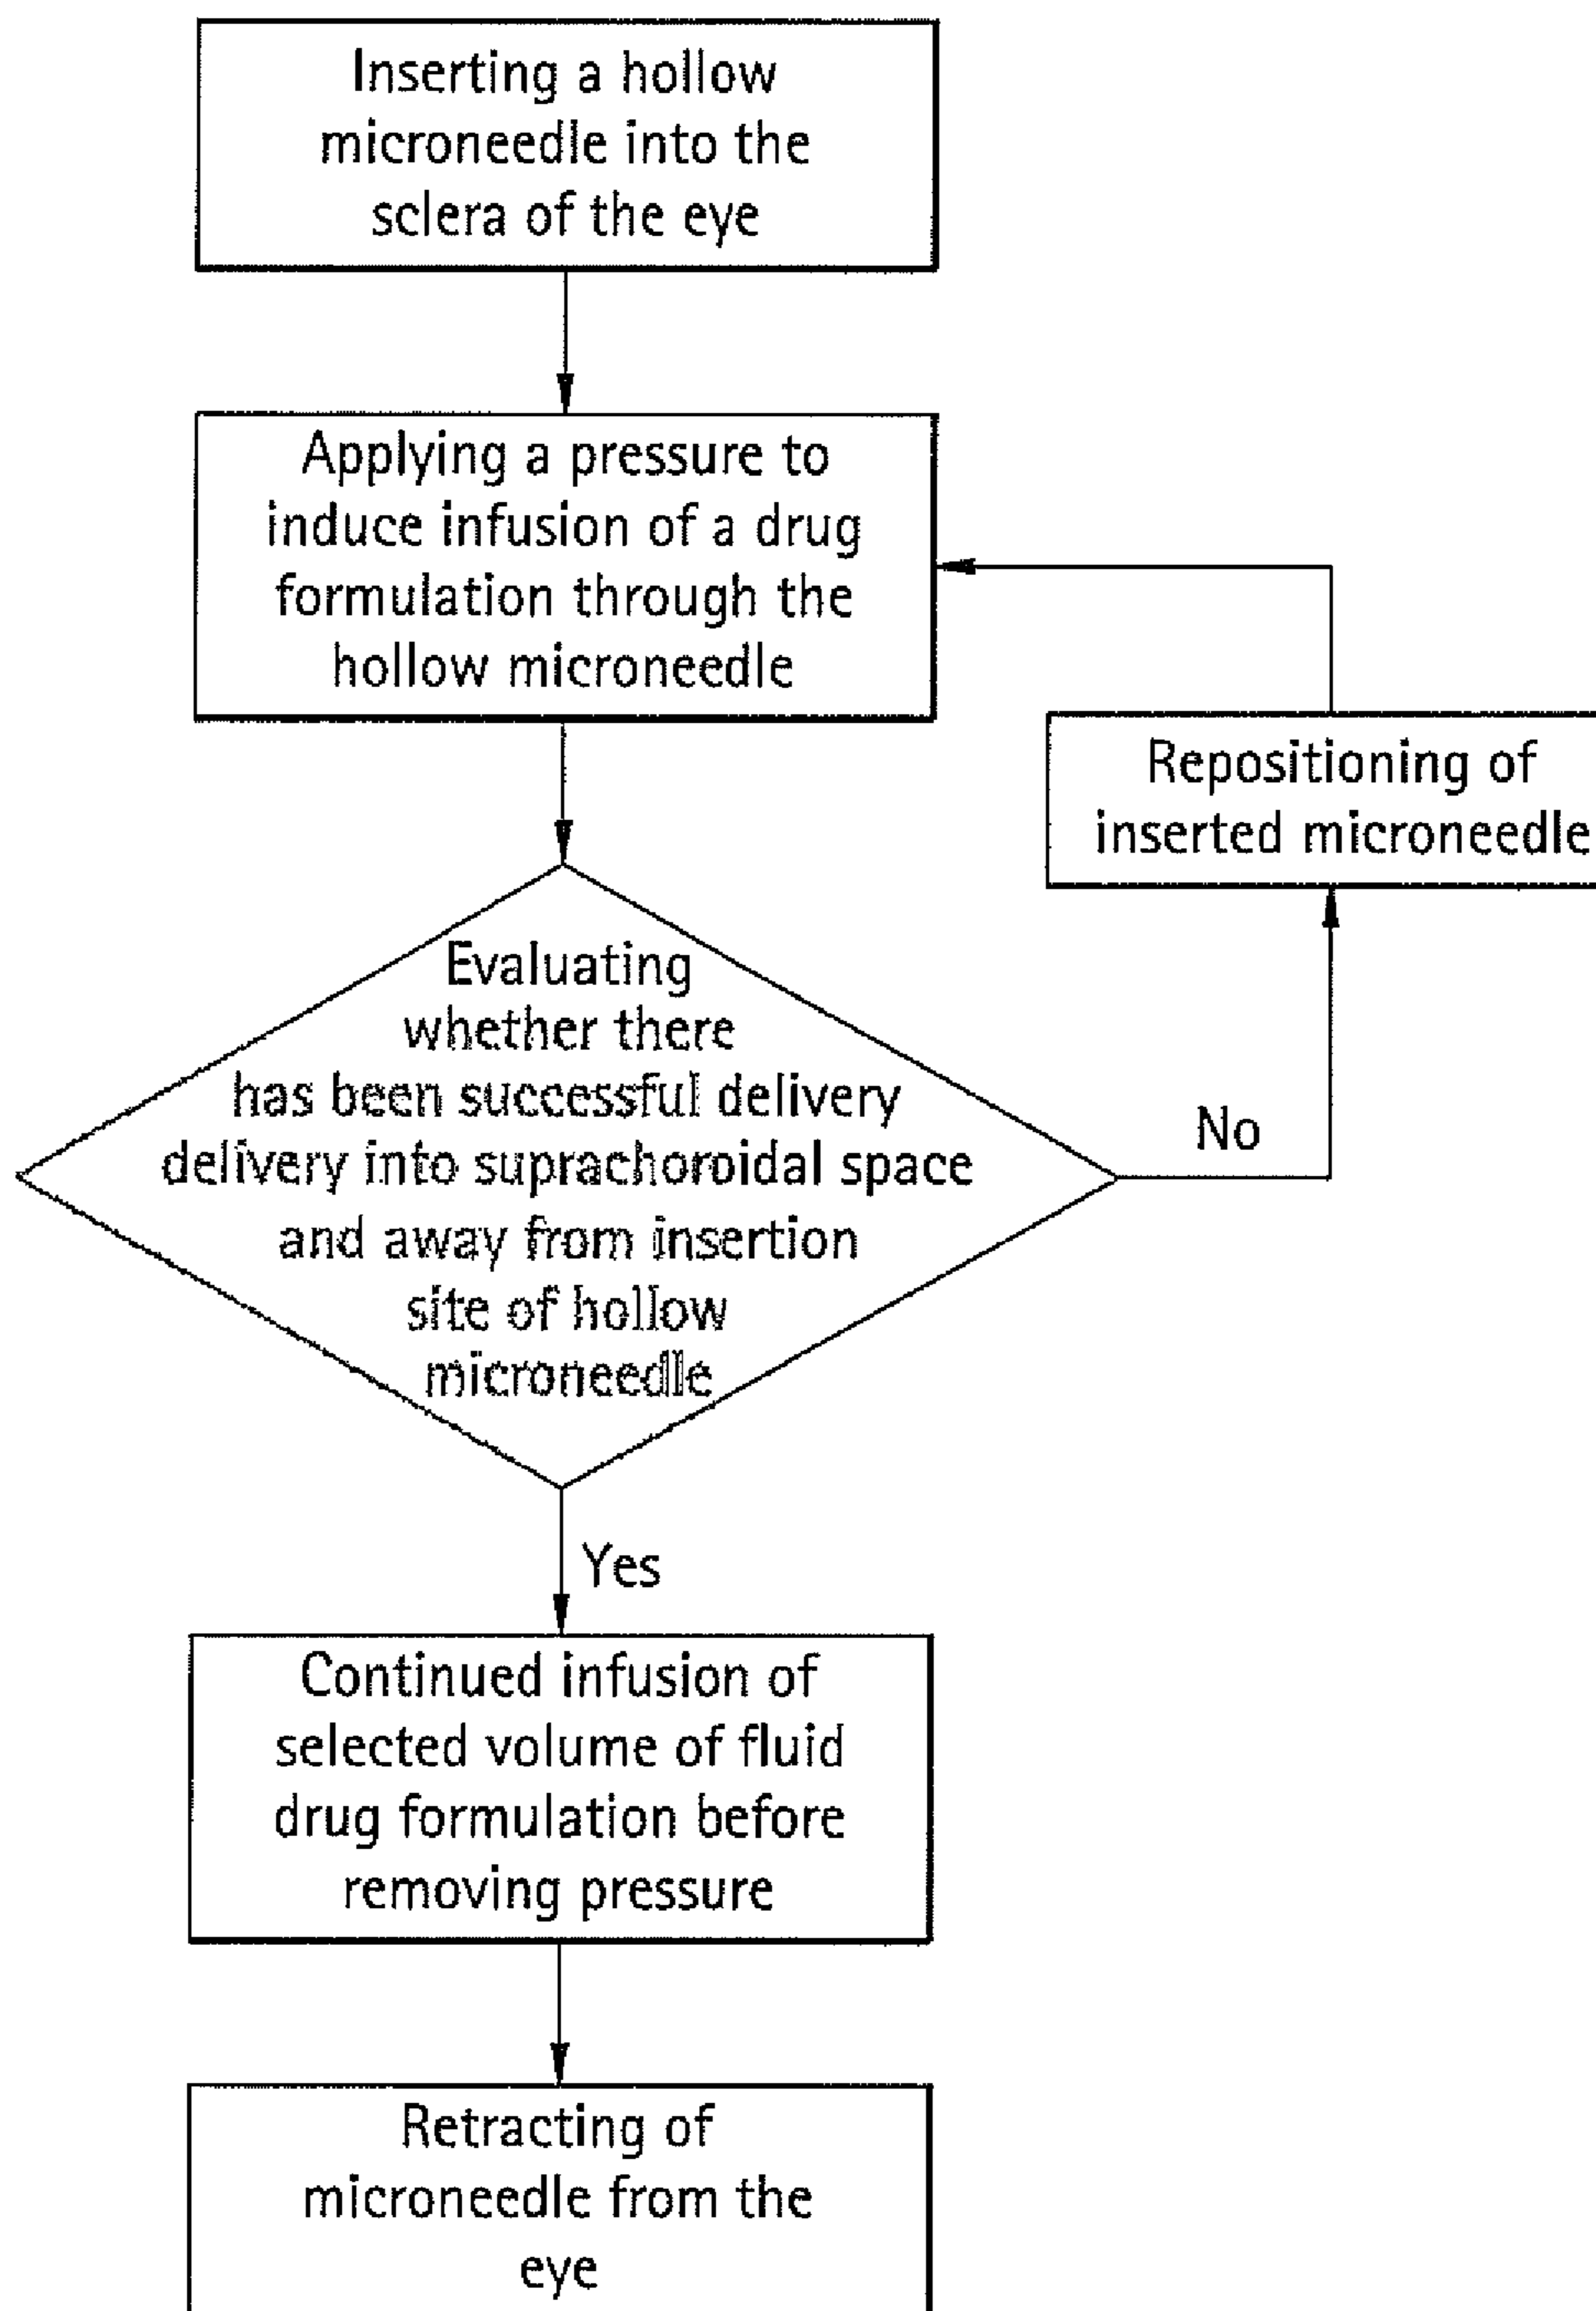 Inserting a hollow
microneedle into the
sclera of the eye
Applying a pressure to
induce infusion of a drug
formulation through the
hollow microneedle
Repositioning of
inserted microneedle
Evaluating
whether there
has been successful delivery
delivery into suprachoroidal space
and away from insertion
site of hollow
microneedle
No
Yes
Continued infusion of
selected volume of fluid
drug formulation before
removing pressure
Retracting of
microneedle from the
eye